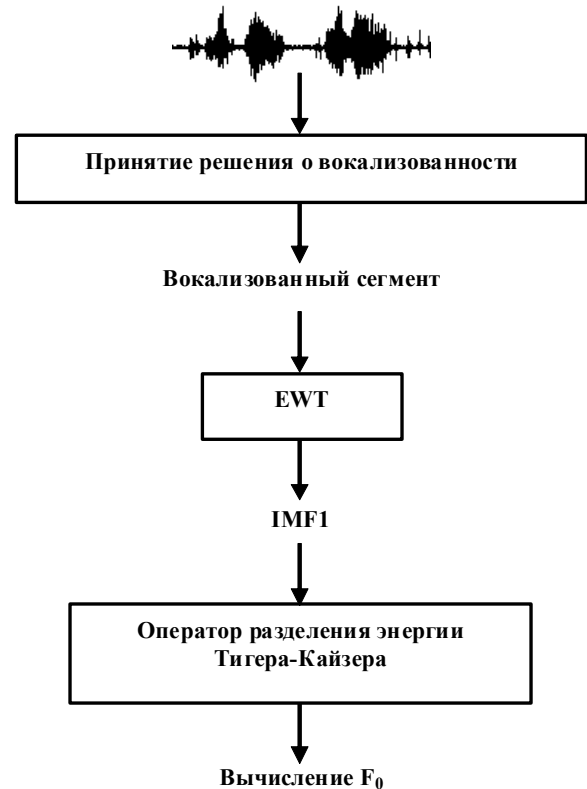 Принятие решения о вокализованности
Вокализованный сегмент
EWT
IMF1
Оператор разделения энергии
Тигера-Кайзера
Вычисление F₀